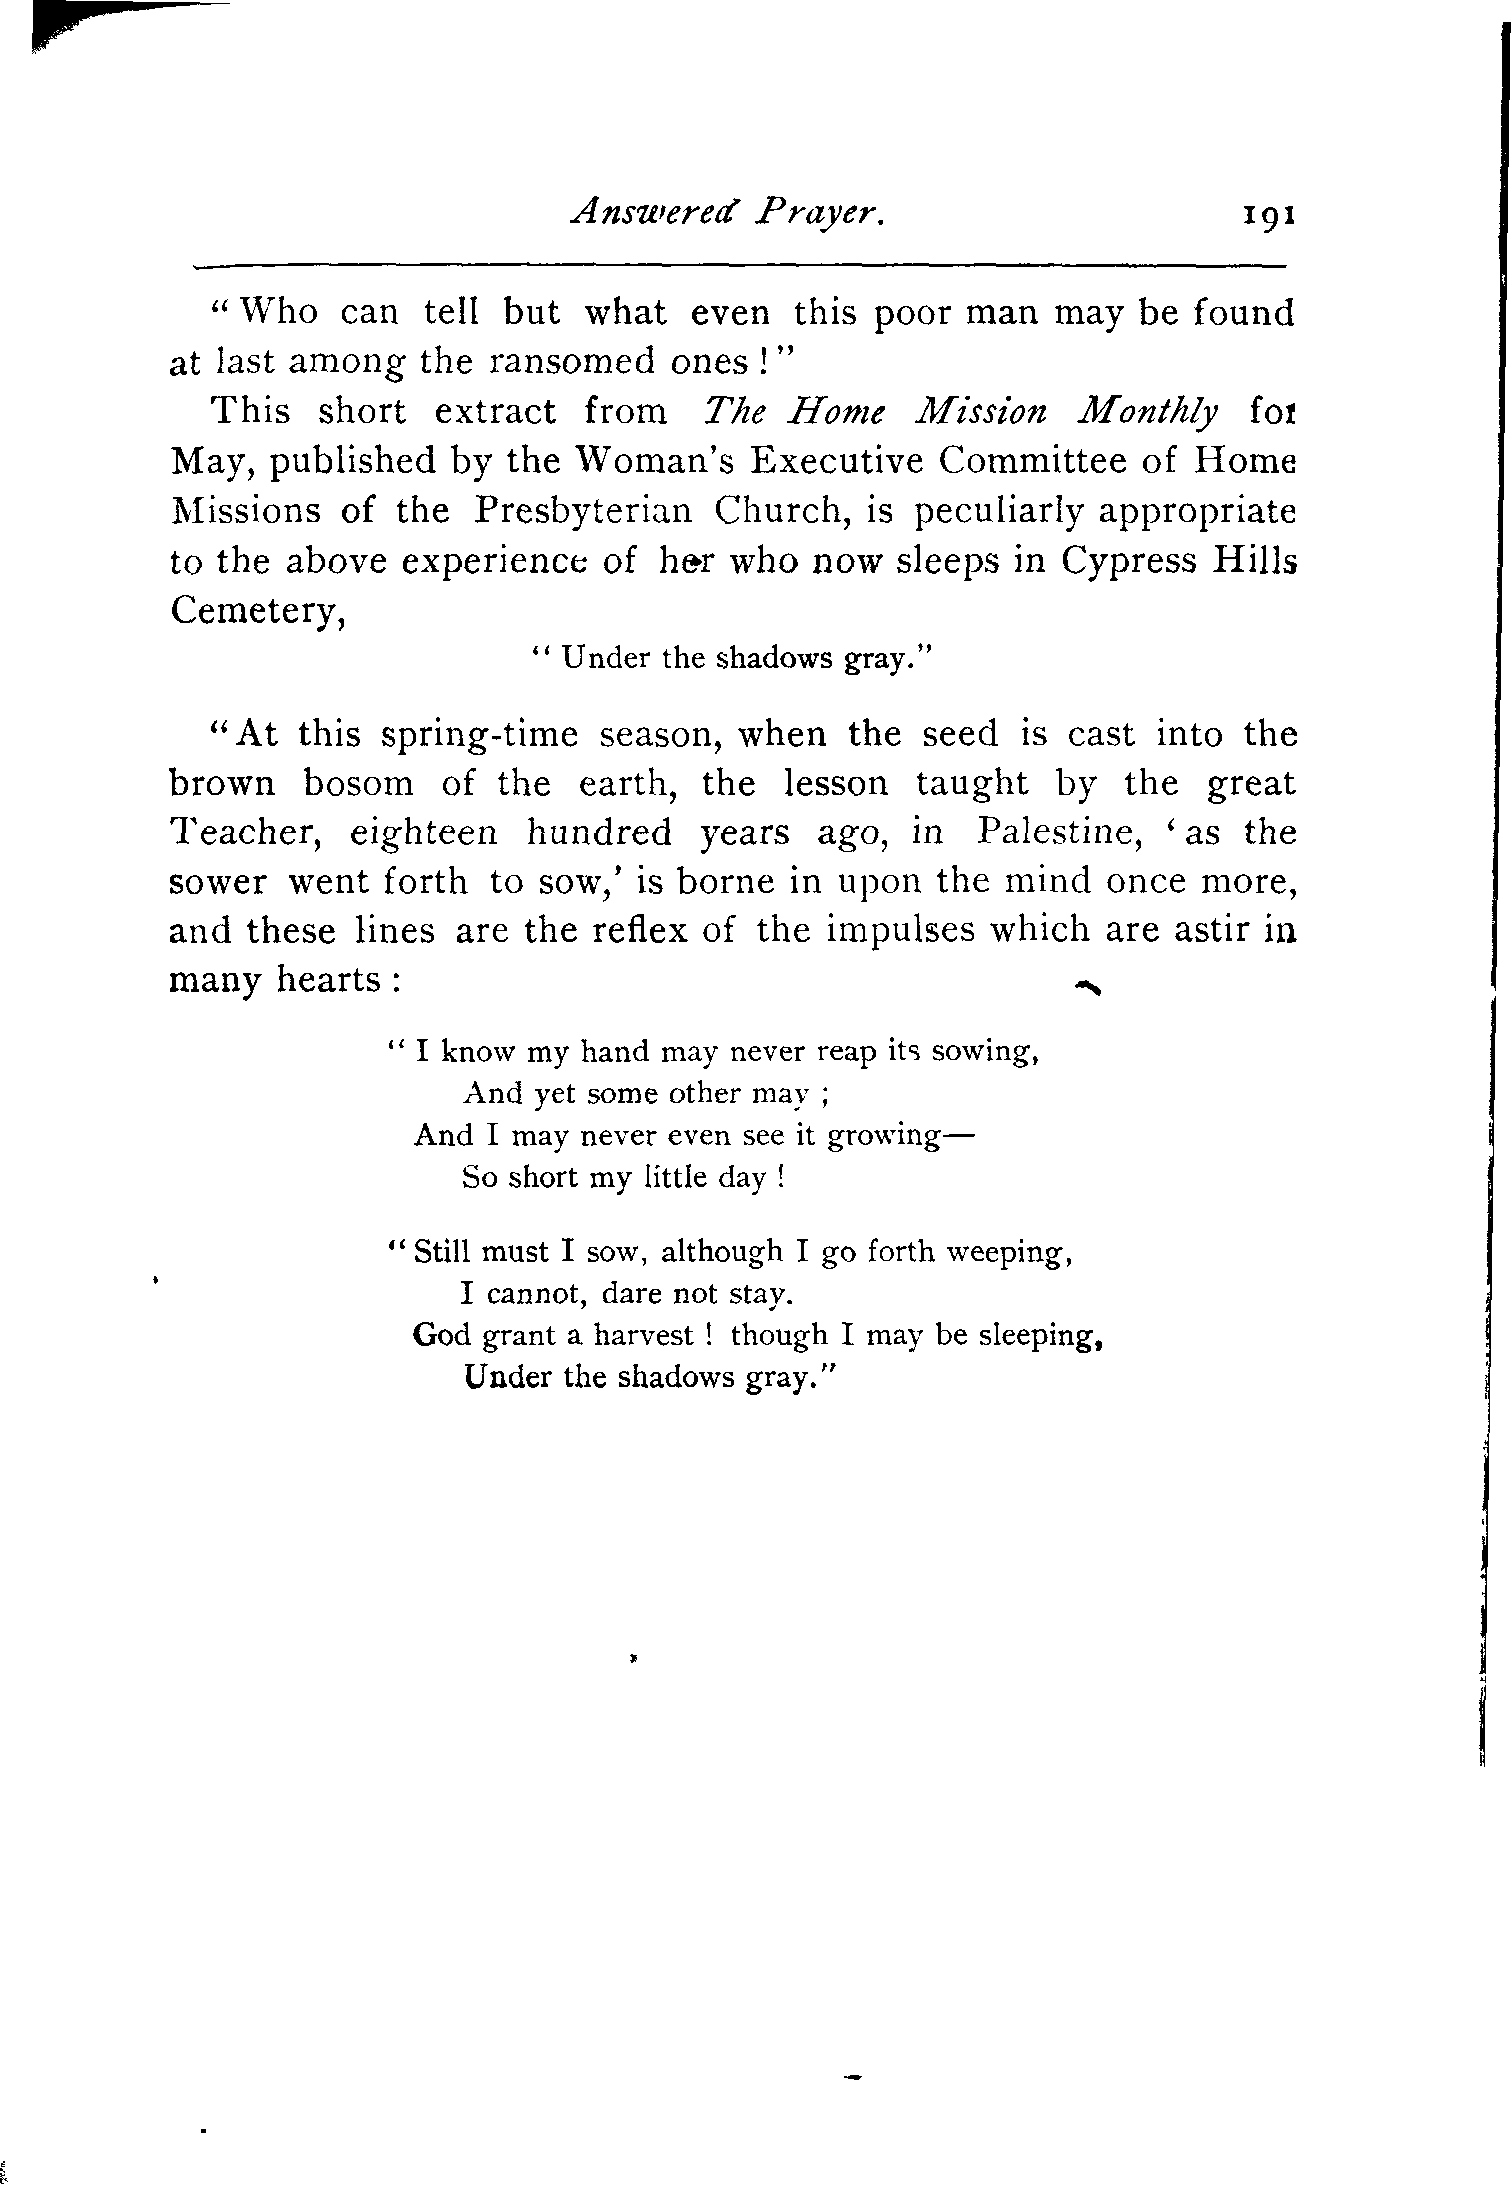 Answered Prayer. 191
“ Who can tell but what even this poor man may be found
at last among the ransomed ones ! ”
This short extract from The Home Mission Monthly for
May, published by the Woman's Executive Committee of Home
Missions of the Presbyterian Church, is peculiarly appropriate
to the above experience of her who now sleeps in Cypress Hills
Cemetery,
“ Under the shadows gray.”
“ At this spring-time season, when the seed is cast into the
brown bosom of the earth, the lesson taught by the great
Teacher, eighteen hundred years ago, in Palestine, ‘ as the
sower went forth to sow,’ is borne in upon the mind once more,
and these lines are the reflex of the impulses which are astir in
many hearts :
“ I know my hand may never reap its sowing,
And yet some other may ;
And I may never even see it growing—
So short my little day !
“ Still must I sow, although I go forth weeping,
I cannot, dare not stay.
God grant a harvest ! though I may be sleeping,
Under the shadows gray.”